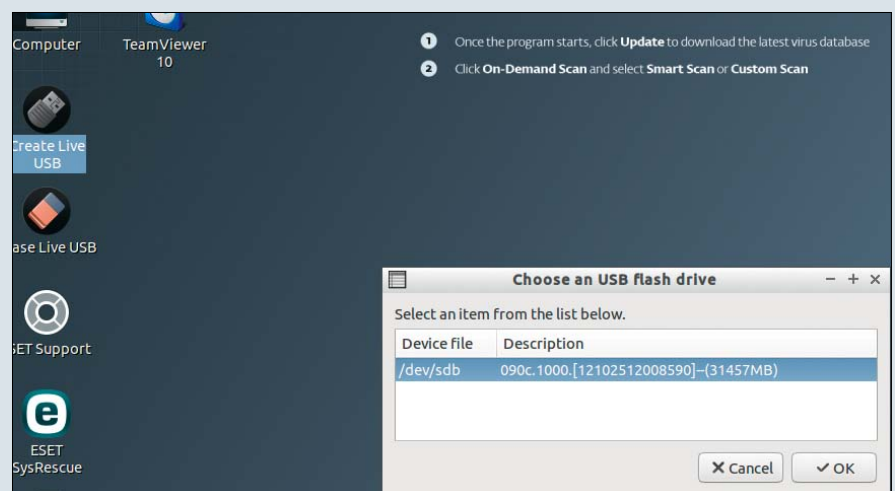 Computer
TeamViewer
10
1 Once the program starts, click Update to download the latest virus database
2 Click On-Demand Scan and select Smart Scan or Custom Scan
Create Live
USB
ase Live USB
SET Support
e
ESET
SysRescue
Choose an USB flash drive
Select an item from the list below.
Device file Description
/dev/sdb 090c.1000.[12102512008590]–(31457MB)
Cancel OK